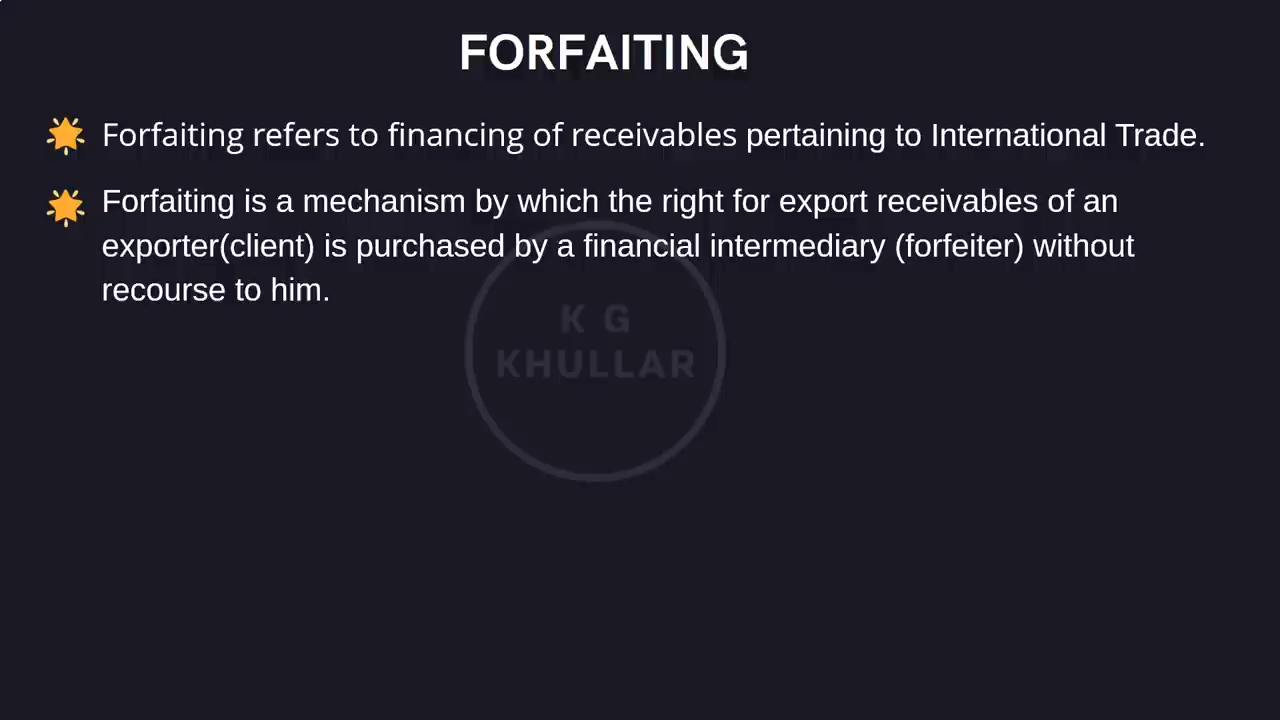 FORFAITING
Forfaiting refers to financing of receivables pertaining to International Trade.
Forfaiting is a mechanism by which the right for export receivables of an
exporter(client) is purchased by a financial intermediary (forfeiter) without
recourse to him.
K G
KHULLAR